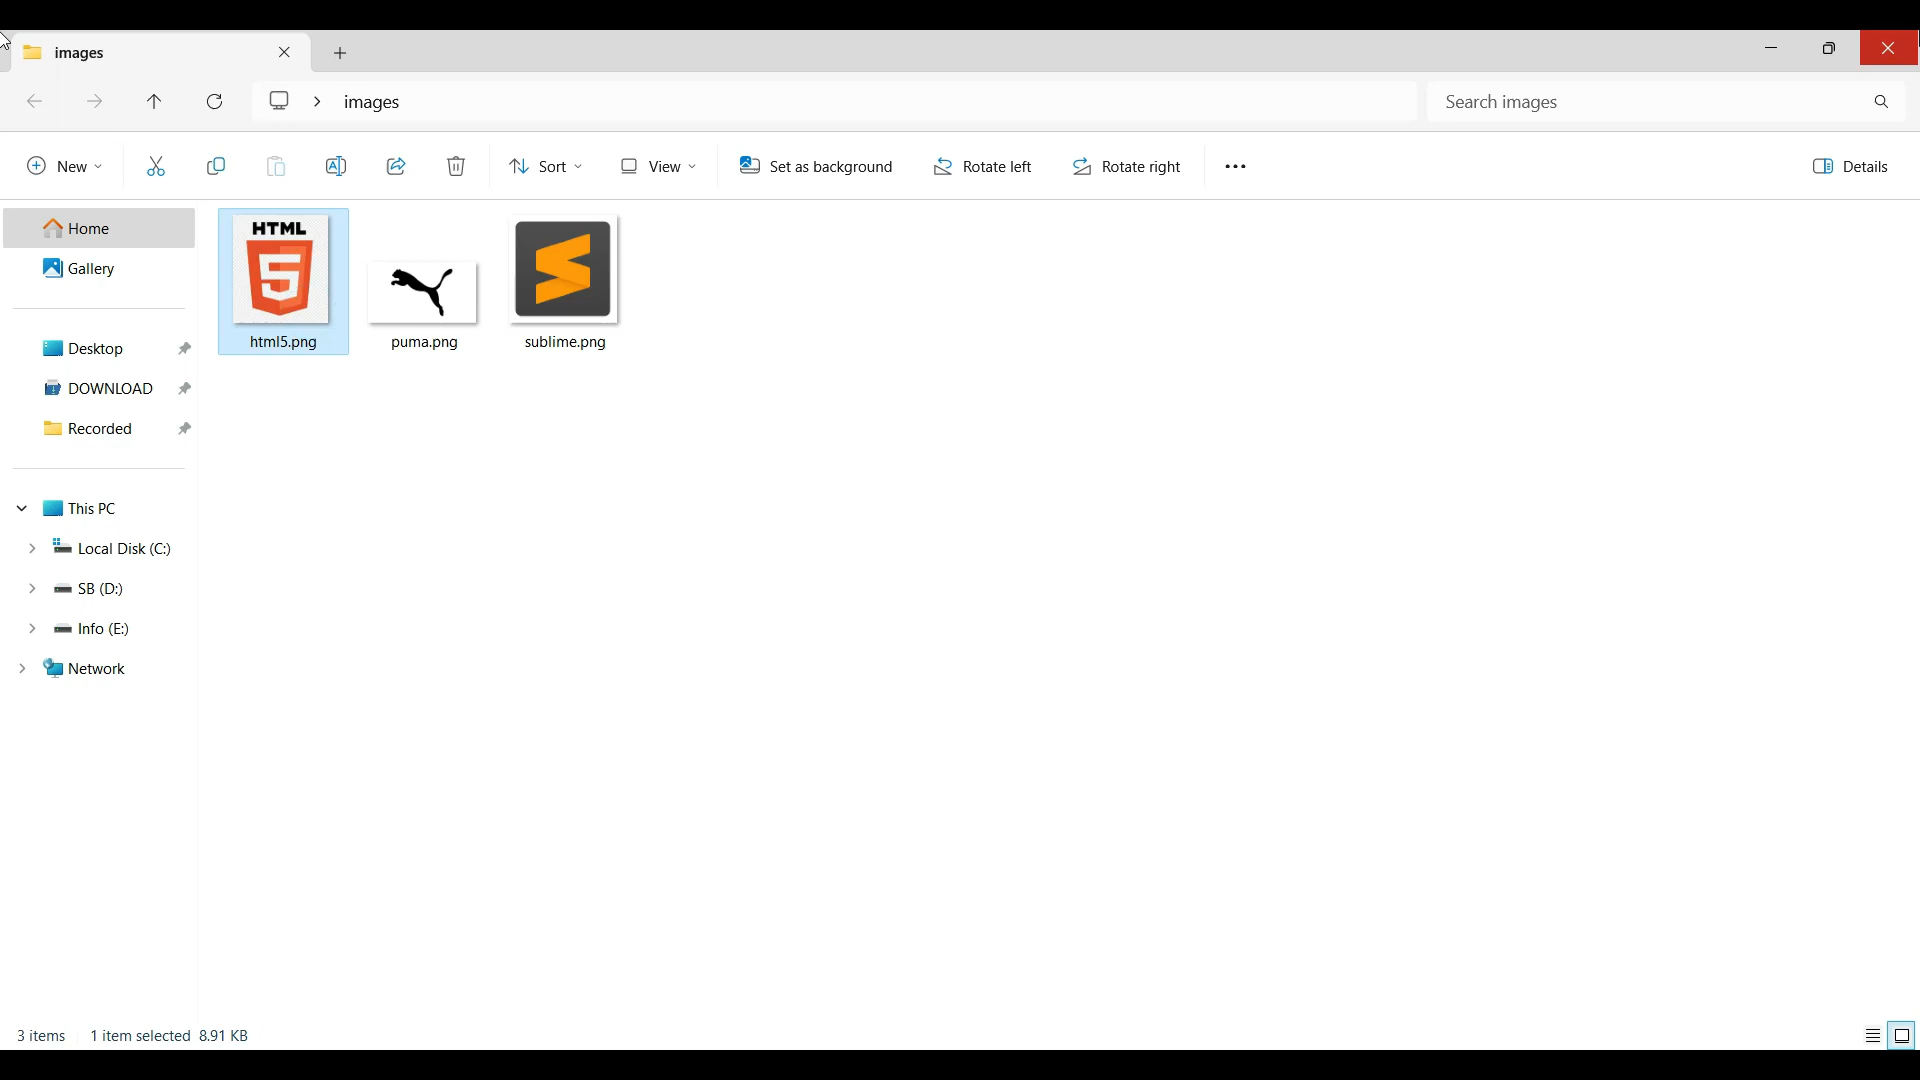 images
images
Search images
New
Sort
View
Set as background
Rotate left
Rotate right
Details
Home
Gallery
Desktop
DOWNLOAD
Recorded
This PC
Local Disk (C:)
SB (D:)
Info (E:)
Network
HTML
5
html5.png
puma.png
sublime.png
3 items
1 item selected 8.91 KB